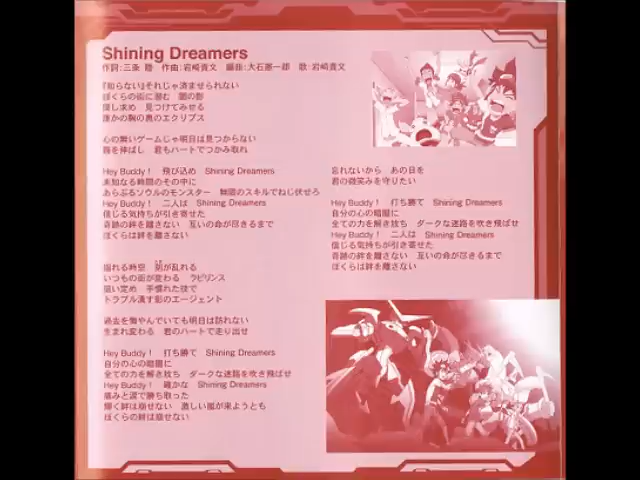 Shining Dreamers
作詞:三条 陸 作曲:岩崎貴文 編曲:大石憲一郎 歌:岩崎貴文
『知らない』それじゃ済ませられない
ぼくらの街に潜む 闇の影
探し求め 見つけてみせる
誰かの胸の奥のエクリプス
心の無いゲームじゃ明日は見つからない
腕を伸ばし 君もハートでつかみ取れ
Hey Buddy! 飛び込め Shining Dreamers
未知なる時間のその中に
あらぶるソウルのモンスター 無限のスキルでねじ伏せろ
Hey Buddy! 二人は Shining Dreamers
信じる気持ちが引き寄せた
奇跡の絆を離さない 互いの命が尽きるまで
ぼくらは絆を離さない
揺れる時空 刻が乱れる
いつもの街が変わる ラビリンス
狙い定め 手慣れた技で
トラブル潰す影のエージェント
過去を悔やんでいても明日は訪れない
生まれ変わる 君のハートで走り出せ
Hey Buddy! 打ち勝て Shining Dreamers
自分の心の暗闇に
全ての力を解き放ち ダークな迷路を吹き飛ばせ
Hey Buddy! 確かな Shining Dreamers
痛みと涙で勝ち取った
輝く絆は崩せない 激しい嵐が来ようとも
ぼくらの絆は崩せない
忘れないから あの日を
君の微笑みを守りたい
Hey Buddy! 打ち勝て Shining Dreamers
自分の心の暗闇に
全ての力を解き放ち ダークな迷路を吹き飛ばせ
Hey Buddy! 二人は Shining Dreamers
信じる気持ちが引き寄せた
奇跡の絆を離さない 互いの命が尽きるまで
ぼくらは絆を離さない